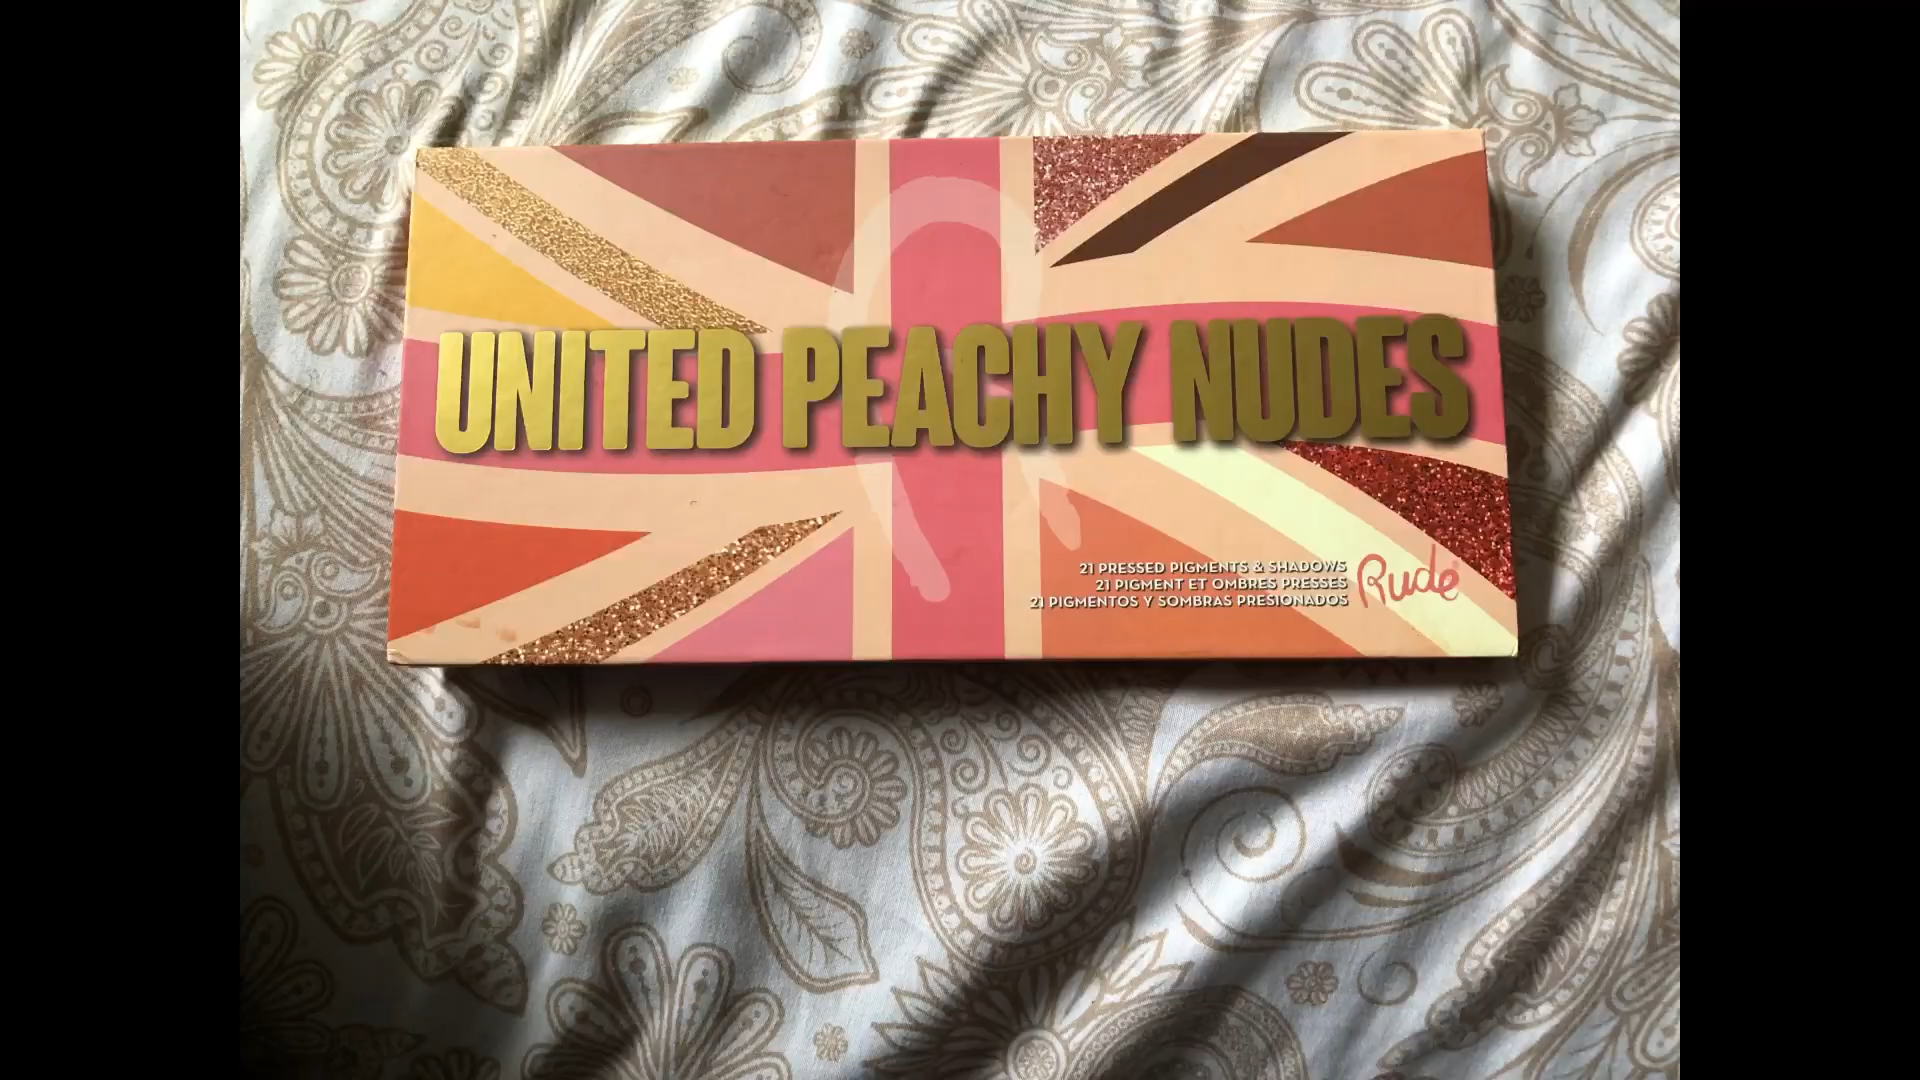 UNITED PEACHY NUDES
21 PRESSED PIGMENTS & SHADOWS
21 PIGMENT ET OMBRES PRESSES
21 PIGMENTOS Y SOMBRAS PRESIONADOS
Rude